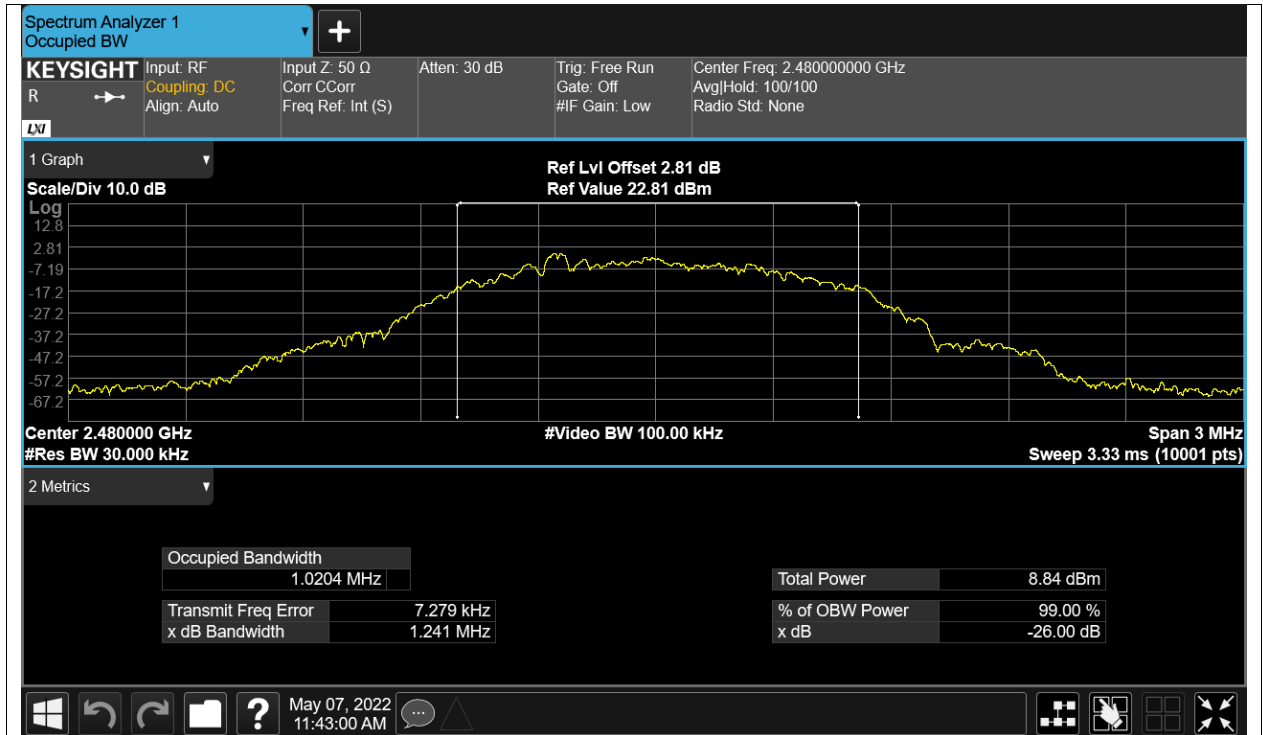 Spectrum Analyzer 1
Occupied BW
KEYSIGHT
R
LXI
Input: RF
Coupling: DC
Align: Auto
Input Z: 50 Ω
Corr CCorr
Freq Ref: Int (S)
Atten: 30 dB
Trig: Free Run
Gate: Off
#IF Gain: Low
Center Freq: 2.480000000 GHz
Avg|Hold: 100/100
Radio Std: None
1 Graph
Scale/Div 10.0 dB
Ref Lvl Offset 2.81 dB
Ref Value 22.81 dBm
Log
12.8
2.81
-7.19
-17.2
-27.2
-37.2
-47.2
-57.2
-67.2
Center 2.480000 GHz
#Video BW 100.00 kHz
Span 3 MHz
#Res BW 30.000 kHz
Sweep 3.33 ms (10001 pts)
2 Metrics
Occupied Bandwidth
1.0204 MHz
Total Power 8.84 dBm
Transmit Freq Error 7.279 kHz
% of OBW Power 99.00 %
x dB Bandwidth 1.241 MHz
x dB -26.00 dB
?
May 07, 2022
11:43:00 AM